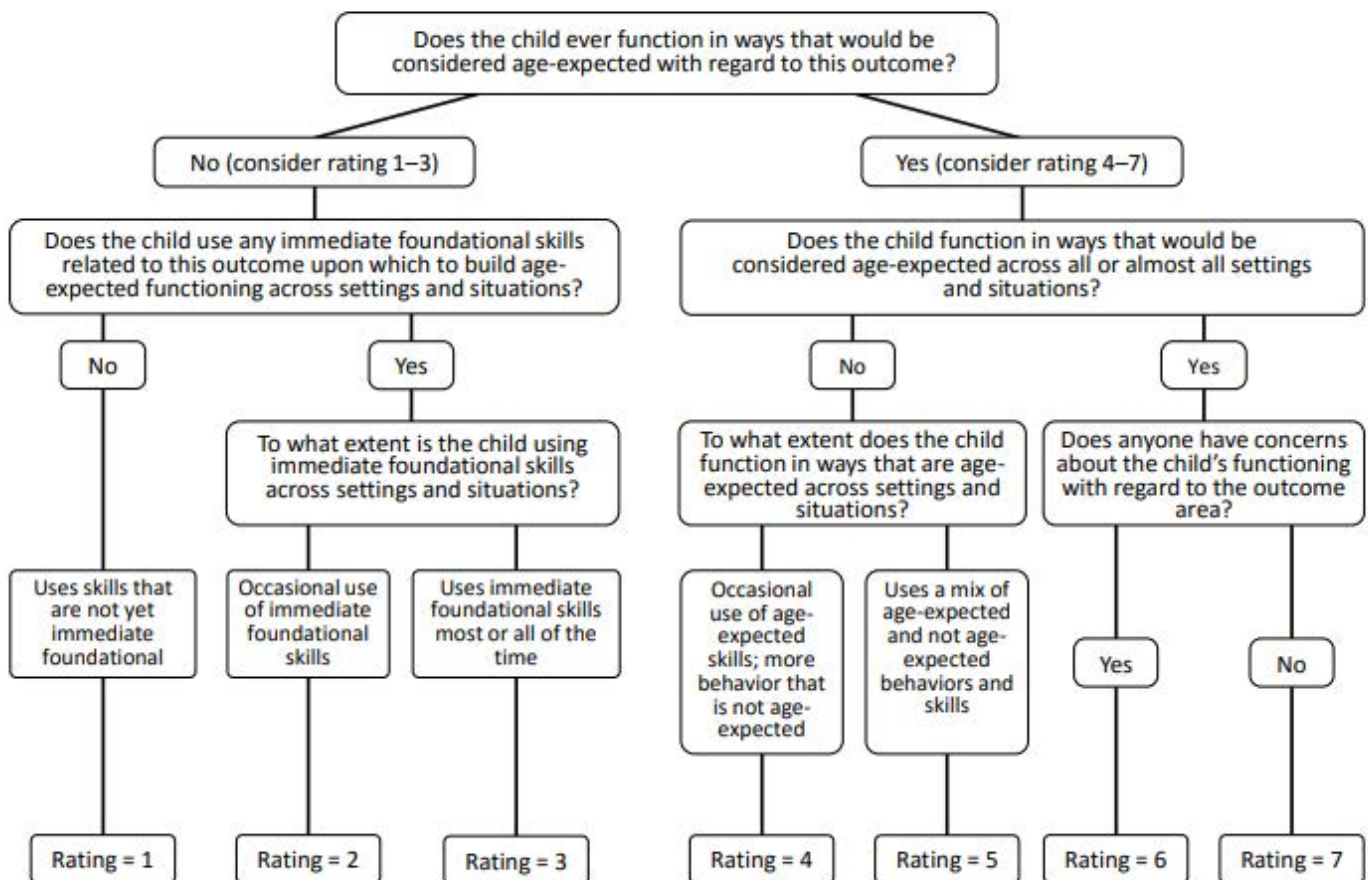 Does the child ever function in ways that would be
considered age-expected with regard to this outcome?
No (consider rating 1–3)
Yes (consider rating 4–7)
Does the child use any immediate foundational skills
related to this outcome upon which to build age-
expected functioning across settings and situations?
Does the child function in ways that would be
considered age-expected across all or almost all settings
and situations?
No
Yes
No
Yes
To what extent is the child using
immediate foundational skills
across settings and situations?
To what extent does the child
function in ways that are age-
expected across settings and
situations?
Does anyone have concerns
about the child’s functioning
with regard to the outcome
area?
Uses skills that
are not yet
immediate
foundational
Occasional use
of immediate
foundational
skills
Uses immediate
foundational skills
most or all of the
time
Occasional
use of age-
expected
skills; more
behavior that
is not age-
expected
Uses a mix of
age-expected
and not age-
expected
behaviors and
skills
Yes
No
Rating = 1
Rating = 2
Rating = 3
Rating = 4
Rating = 5
Rating = 6
Rating = 7